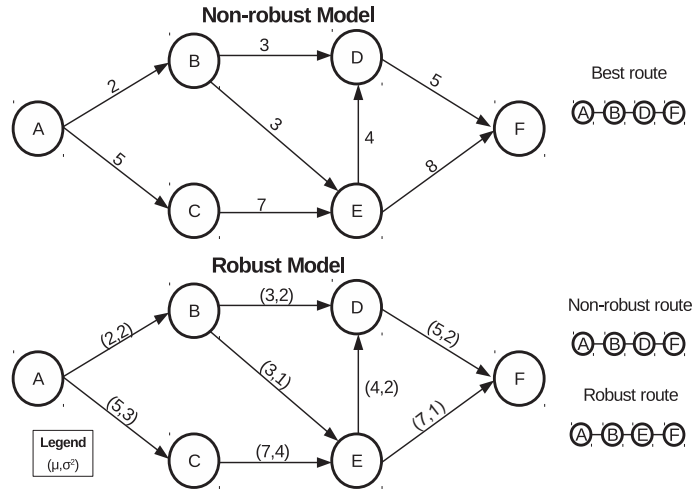 Non-robust Model
B
3
D
2
5
Best route
A
3
4
F
A B D F
5
8
C
7
E
Robust Model
B
(3,2)
D
Non-robust route
(2,2)
(5,2)
A B D F
A
(3,1)
(4,2)
F
Robust route
(5,3)
(7,1)
A B E F
Legend
(μ,σ²)
C
(7,4)
E